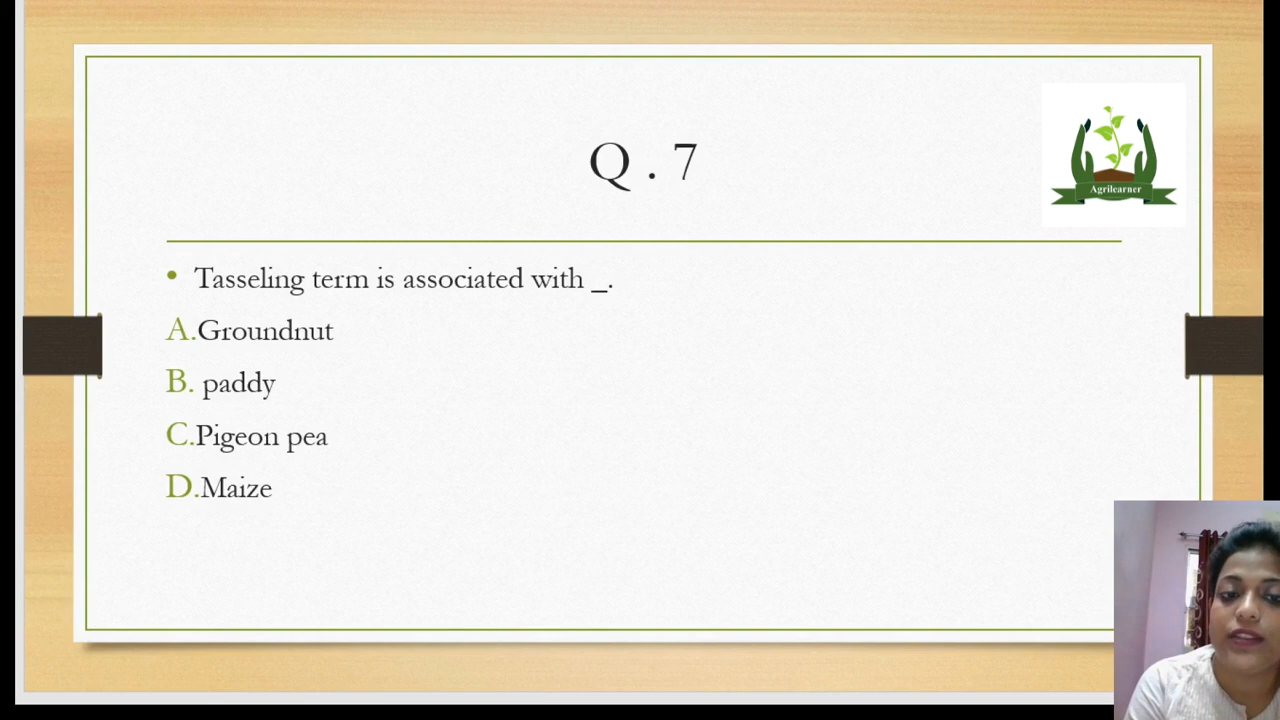 Q . 7
Agrilearner
• Tasseling term is associated with _.
A.Groundnut
B. paddy
C.Pigeon pea
D.Maize